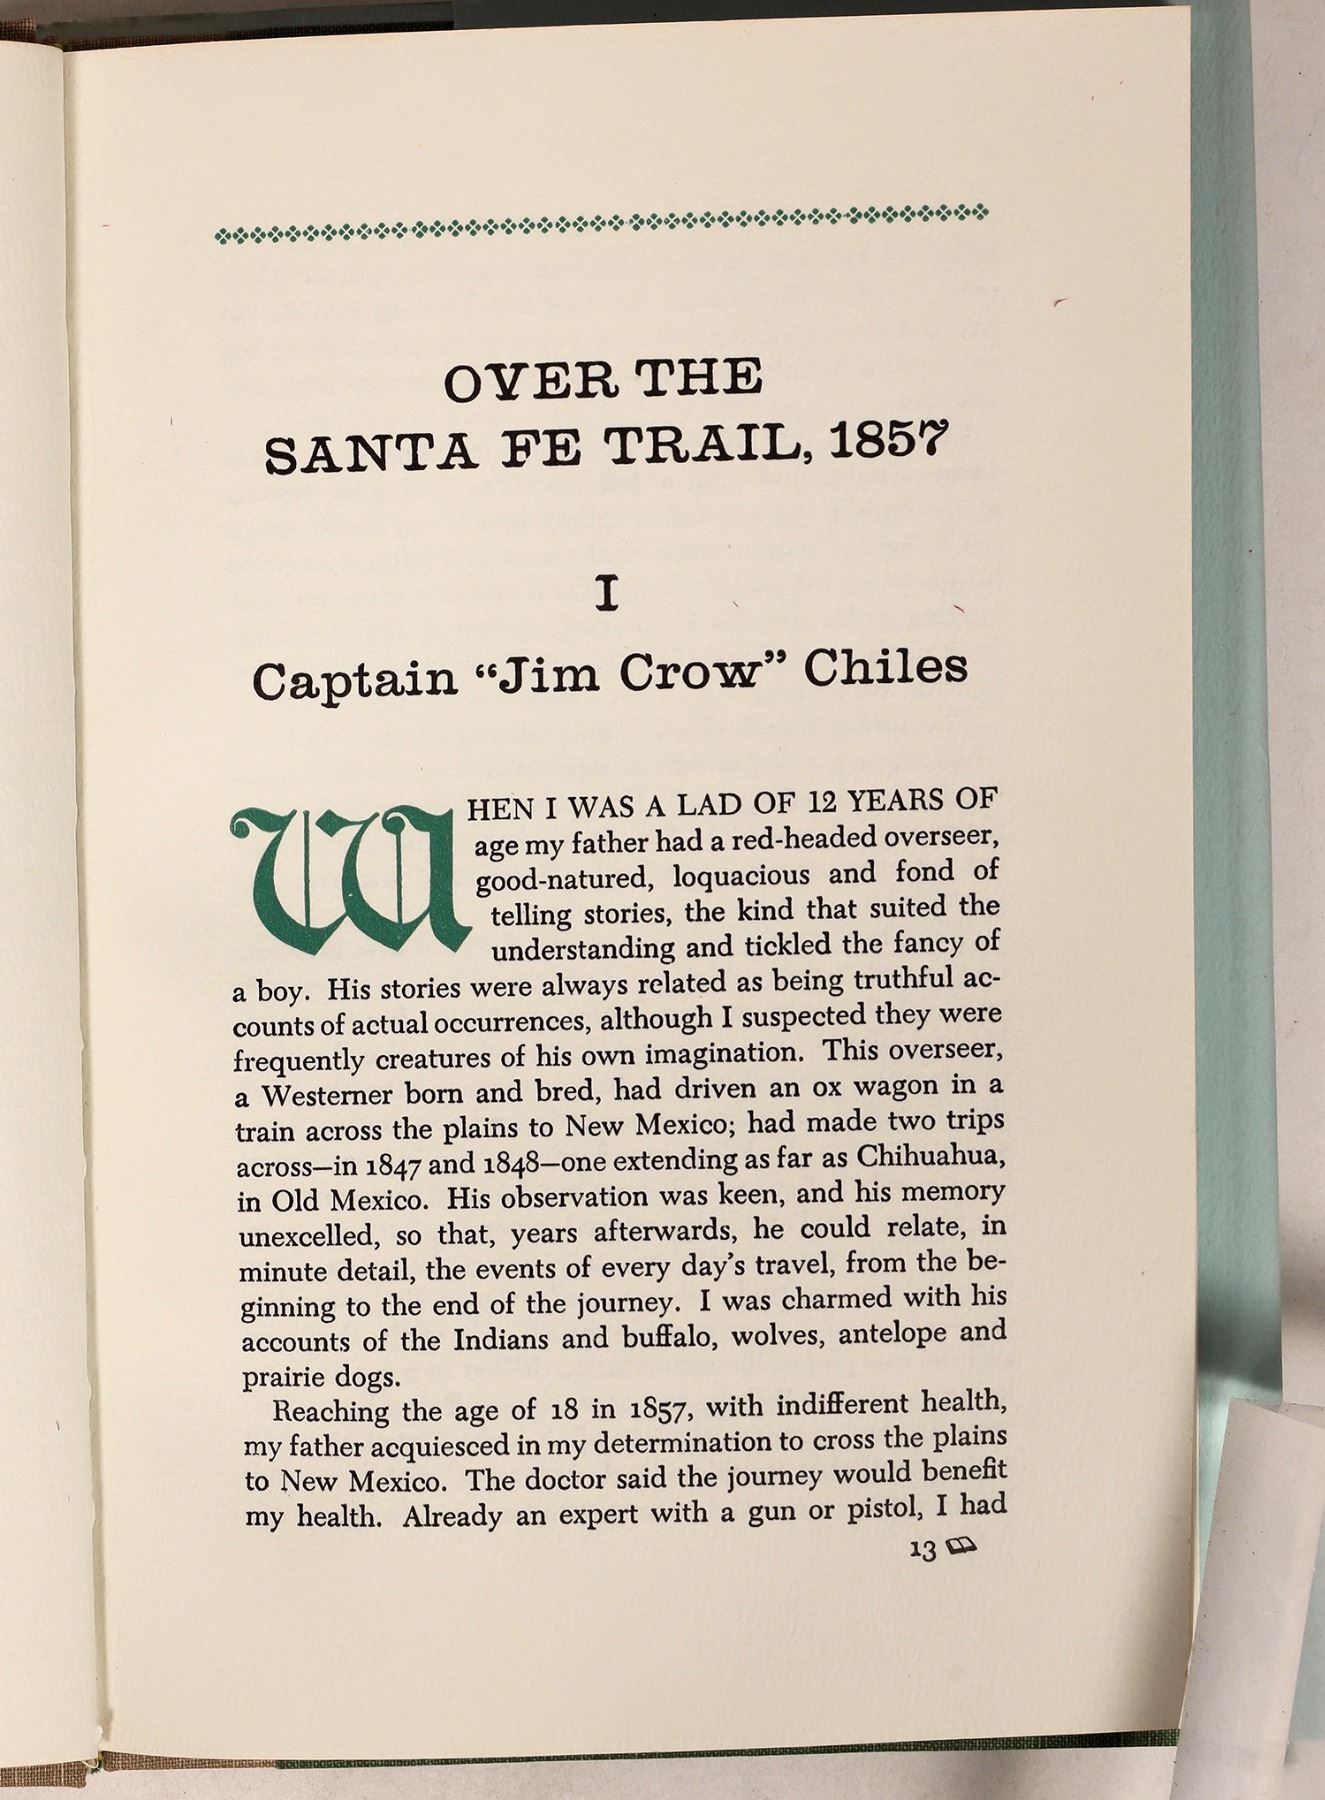 OVER THE
SANTA FE TRAIL, 1857
I
Captain “Jim Crow” Chiles
WHEN I WAS A LAD OF 12 YEARS OF
age my father had a red-headed overseer,
good-natured, loquacious and fond of
telling stories, the kind that suited the
understanding and tickled the fancy of
a boy. His stories were always related as being truthful ac-
counts of actual occurrences, although I suspected they were
frequently creatures of his own imagination. This overseer,
a Westerner born and bred, had driven an ox wagon in a
train across the plains to New Mexico; had made two trips
across—in 1847 and 1848—one extending as far as Chihuahua,
in Old Mexico. His observation was keen, and his memory
unexcelled, so that, years afterwards, he could relate, in
minute detail, the events of every day’s travel, from the be-
ginning to the end of the journey. I was charmed with his
accounts of the Indians and buffalo, wolves, antelope and
prairie dogs.
Reaching the age of 18 in 1857, with indifferent health,
my father acquiesced in my determination to cross the plains
to New Mexico. The doctor said the journey would benefit
my health. Already an expert with a gun or pistol, I had
13